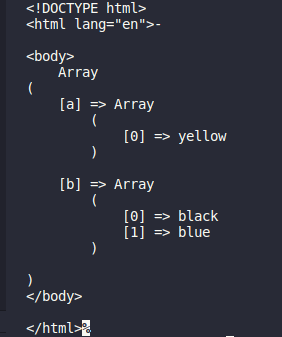 <!DOCTYPE html>
<html lang="en">-
<body>
    Array
(
    [a] => Array
        (
            [0] => yellow
        )
    [b] => Array
        (
            [0] => black
            [1] => blue
        )
)
</body>
</html>%